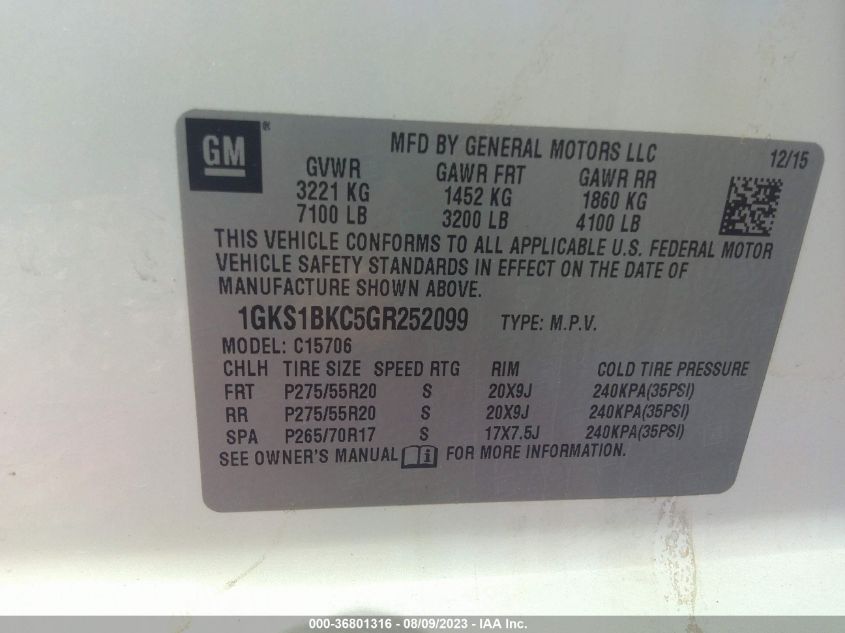 GM®
MFD BY GENERAL MOTORS LLC 12/15
GVWR GAWR FRT GAWR RR
3221 KG 1452 KG 1860 KG
7100 LB 3200 LB 4100 LB
THIS VEHICLE CONFORMS TO ALL APPLICABLE U.S. FEDERAL MOTOR
VEHICLE SAFETY STANDARDS IN EFFECT ON THE DATE OF
MANUFACTURE SHOWN ABOVE.
1GKS1BKC5GR252099 TYPE: M.P.V.
MODEL: C15706
CHLH TIRE SIZE SPEED RTG RIM COLD TIRE PRESSURE
FRT P275/55R20 S 20X9J 240KPA(35PSI)
RR P275/55R20 S 20X9J 240KPA(35PSI)
SPA P265/70R17 S 17X7.5J 240KPA(35PSI)
SEE OWNER'S MANUAL i FOR MORE INFORMATION.
000-36801316 - 08/09/2023 - IAA Inc.